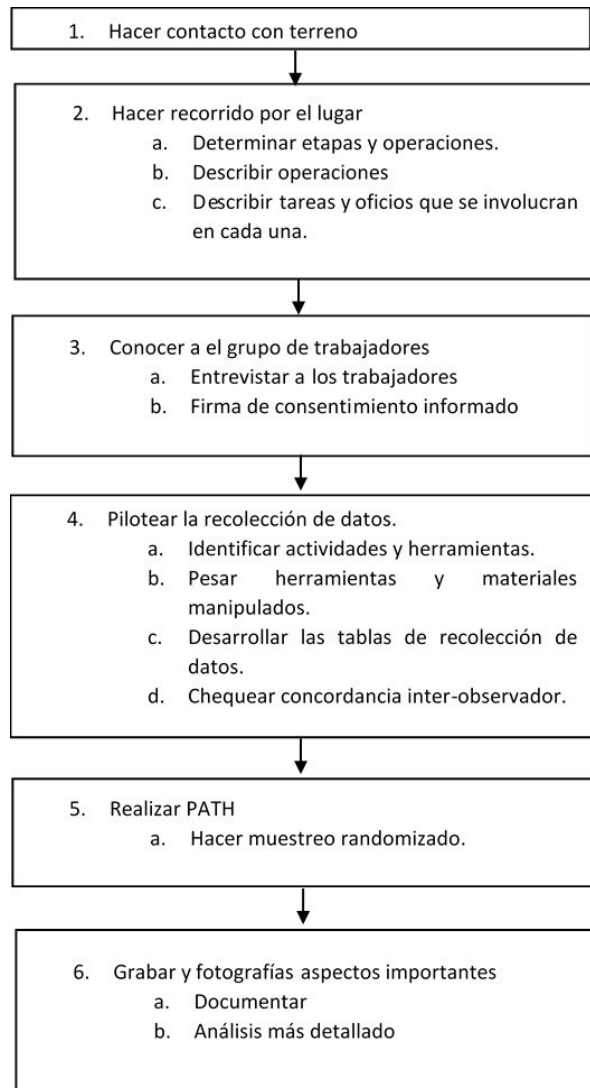 1. Hacer contacto con terreno
2. Hacer recorrido por el lugar
a. Determinar etapas y operaciones.
b. Describir operaciones
c. Describir tareas y oficios que se involucran
en cada una.
3. Conocer a el grupo de trabajadores
a. Entrevistar a los trabajadores
b. Firma de consentimiento informado
4. Pilotear la recolección de datos.
a. Identificar actividades y herramientas.
b. Pesar herramientas y materiales
manipulados.
c. Desarrollar las tablas de recolección de
datos.
d. Chequear concordancia inter-observador.
5. Realizar PATH
a. Hacer muestreo randomizado.
6. Grabar y fotografías aspectos importantes
a. Documentar
b. Análisis más detallado